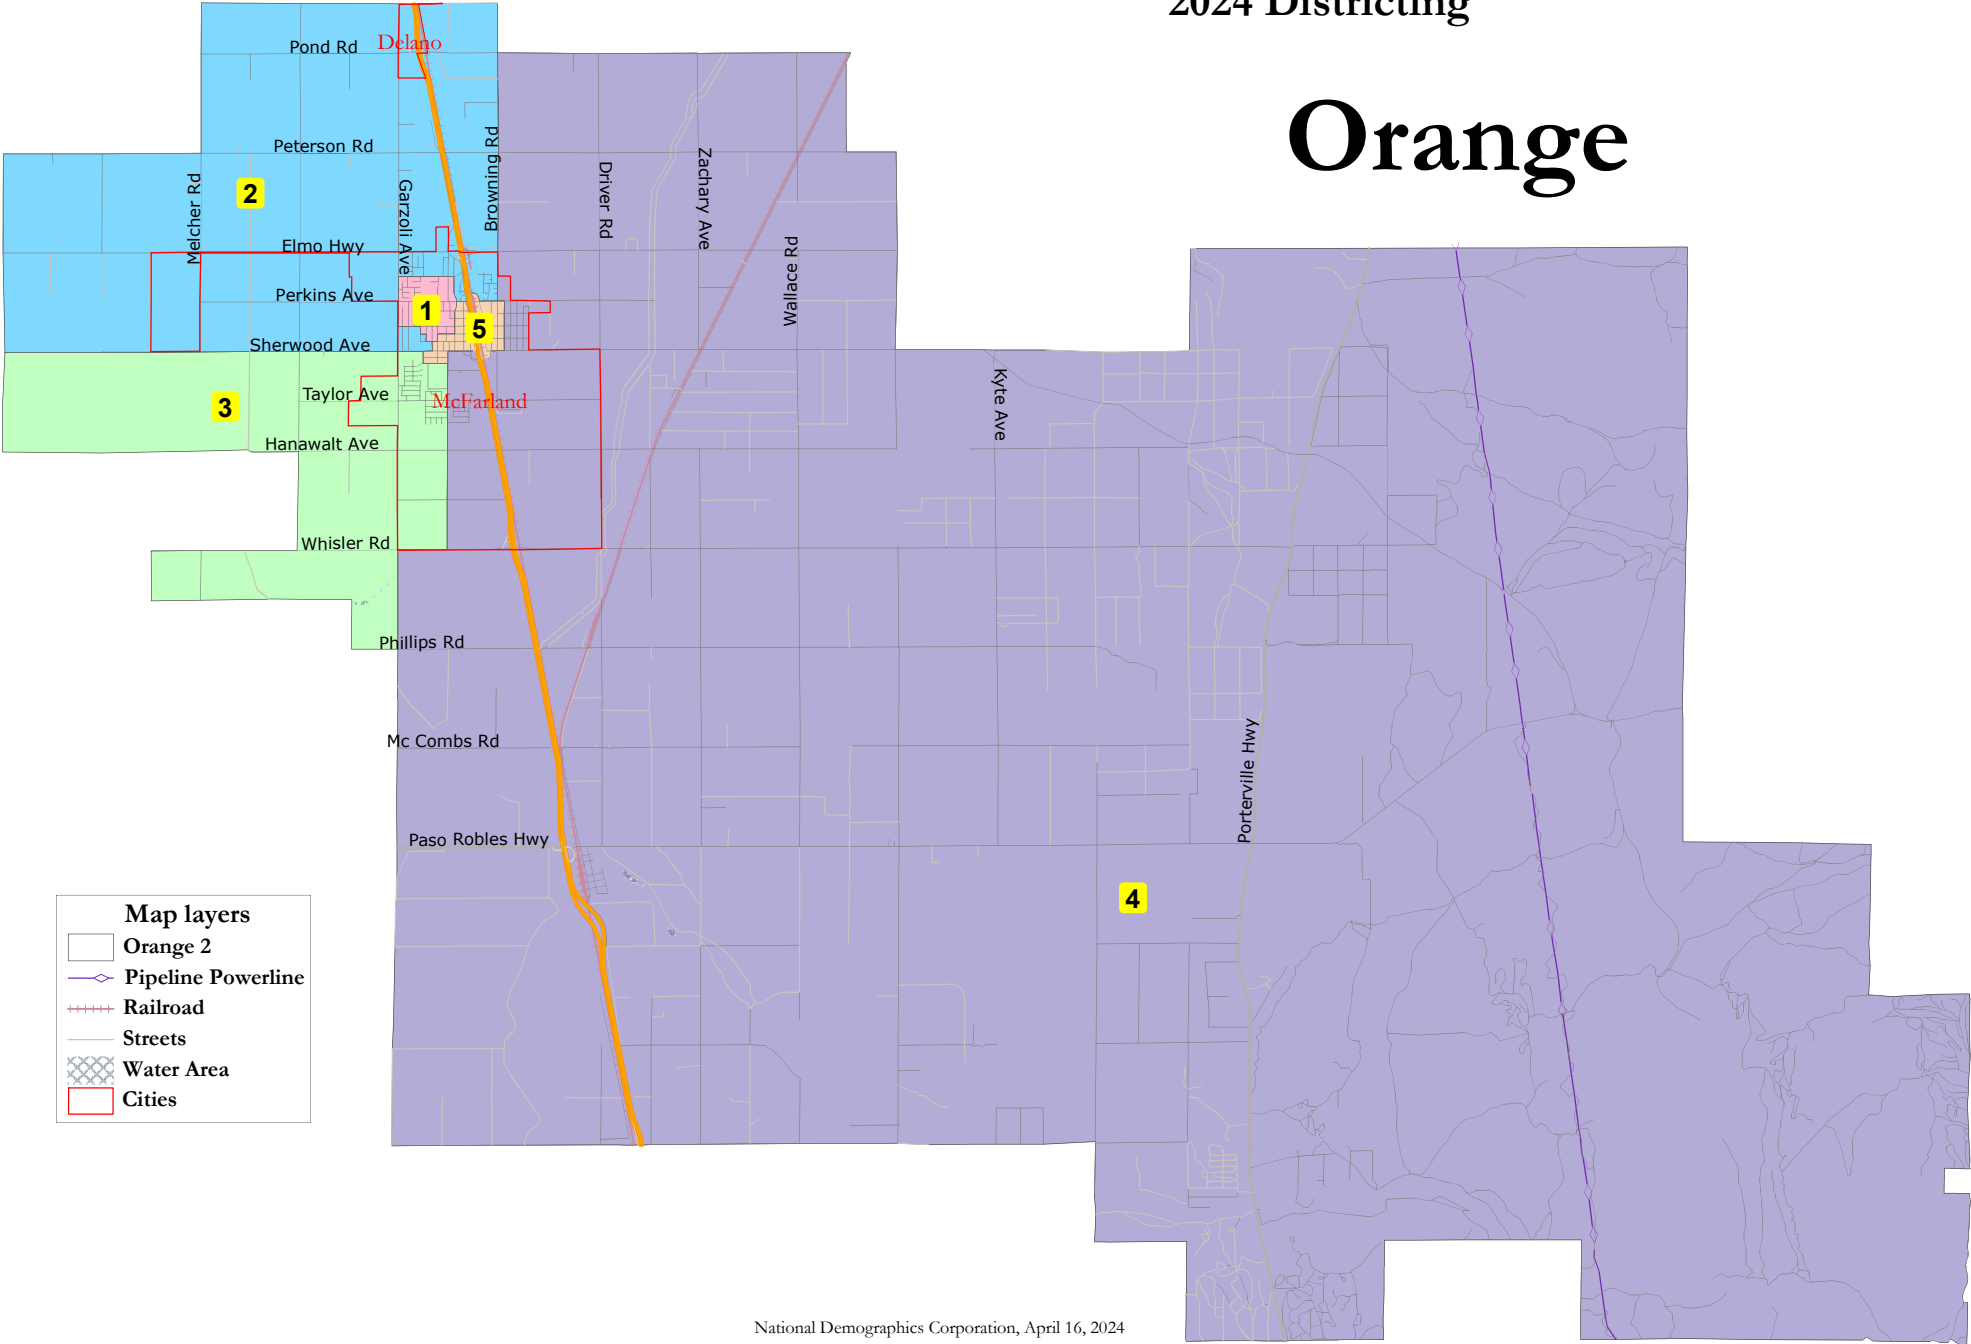 2024 Districting
Orange
Pond Rd
Delano
Peterson Rd
Browning Rd
Driver Rd
Zachary Ave
Melcher Rd
Garzoli Ave
2
Elmo Hwy
Wallace Rd
Perkins Ave
1
5
Sherwood Ave
Kyte Ave
Taylor Ave
McFarland
3
Hanawalt Ave
Whisler Rd
Phillips Rd
Mc Combs Rd
Porterville Hwy
Paso Robles Hwy
4
Map layers
Orange 2
Pipeline Powerline
Railroad
Streets
Water Area
Cities
National Demographics Corporation, April 16, 2024